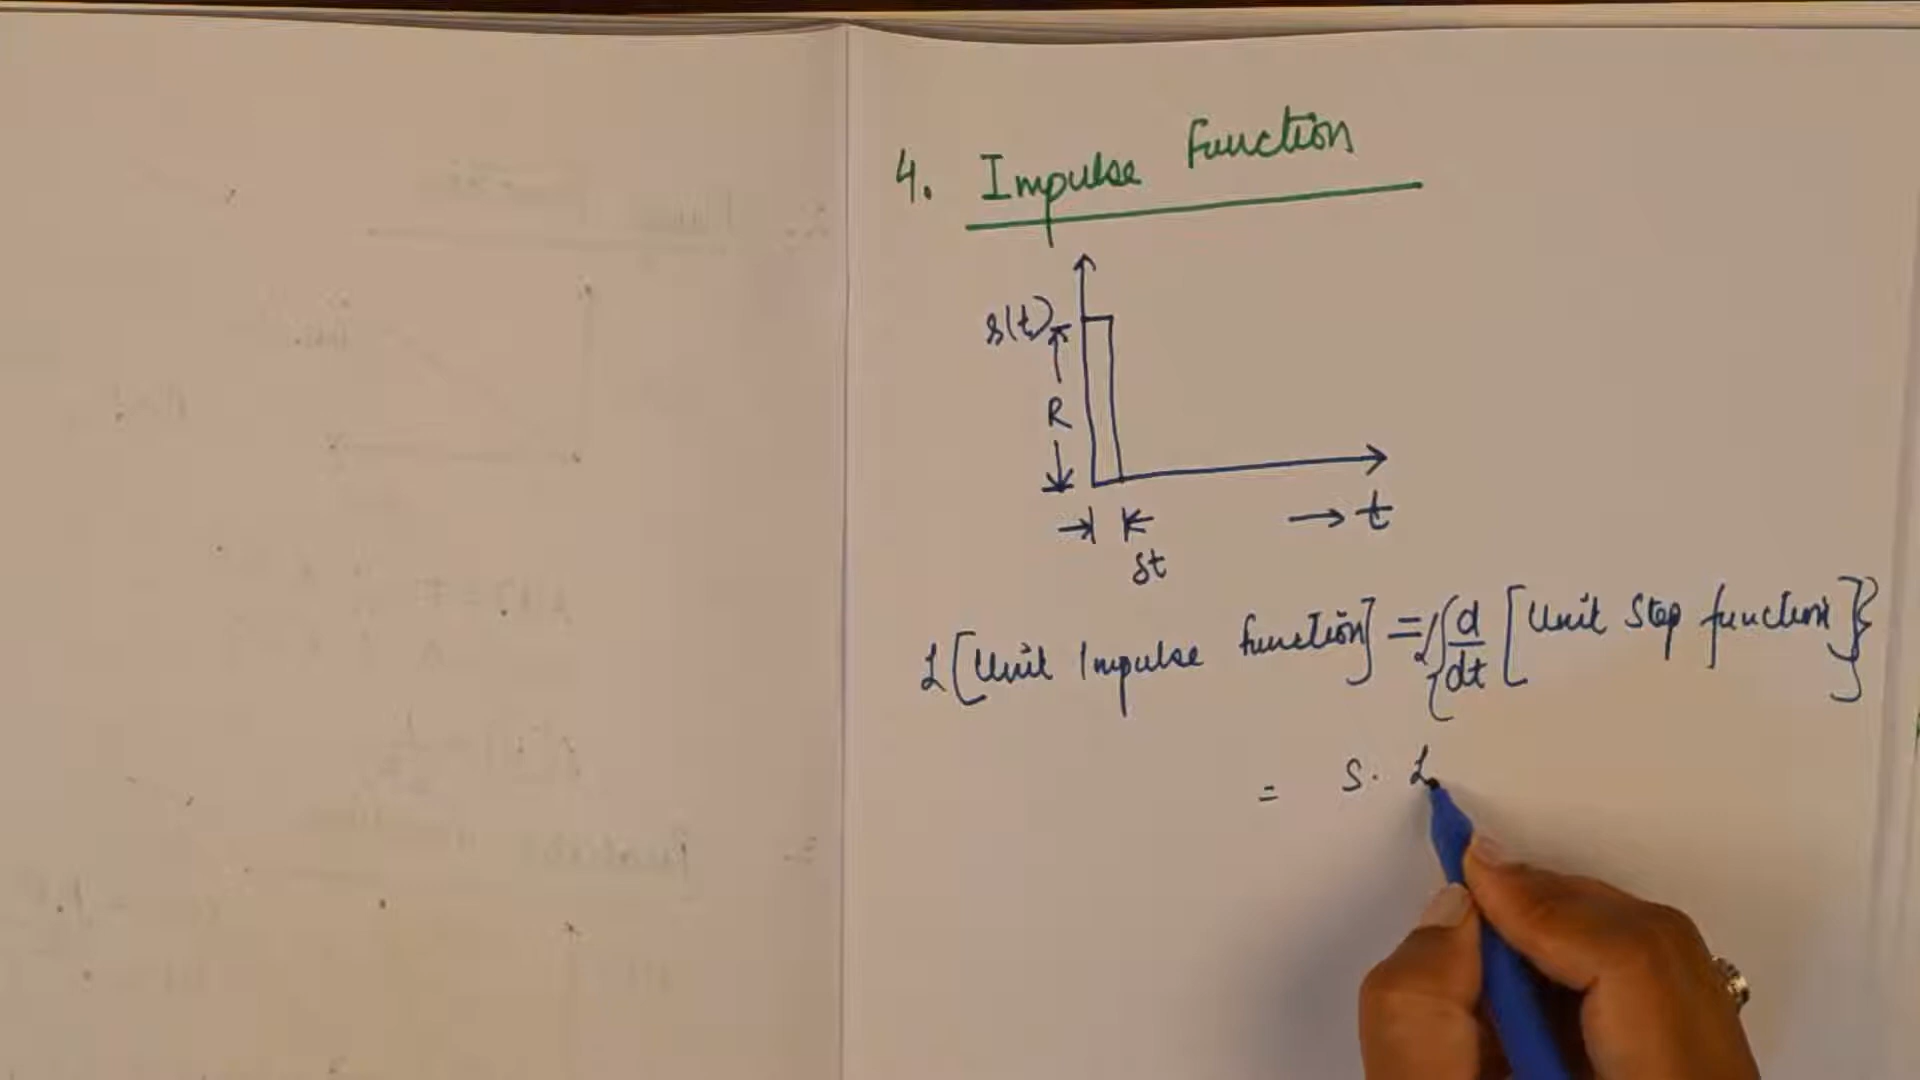 4. Impulse Function
r(t)
R
→ t
δt
ℒ[Unit Impulse function] = ℒ{d/dt [Unit Step function]}
= S. ℒ